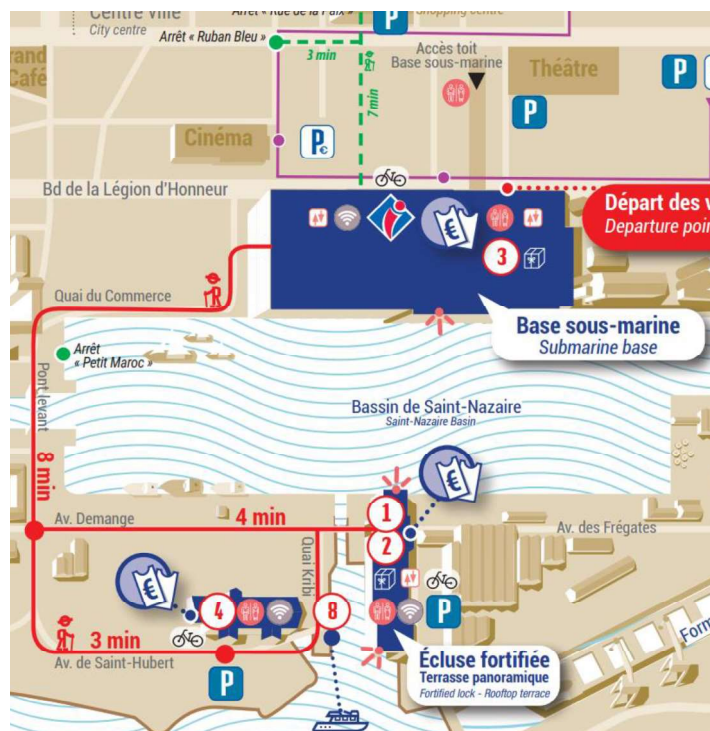 Centre ville
City centre
Arrêt « Rue de la Paix »
Shopping centre
P
Arrêt « Ruban Bleu »
3 min
7 min
Accès toit
Base sous-marine
Théâtre
P
P
Grand
Café
Cinéma
P€
Bd de la Légion d'Honneur
€
3
Départ des v
Departure poin
Quai du Commerce
Base sous-marine
Submarine base
Arrêt
« Petit Maroc »
Pont levant
8 min
Bassin de Saint-Nazaire
Saint-Nazaire Basin
€
1
Av. Demange
4 min
2
Av. des Frégates
Quai Kribi
€
4
8
P
3 min
Av. de Saint-Hubert
P
Écluse fortifiée
Terrasse panoramique
Fortified lock - Rooftop terrace
Form